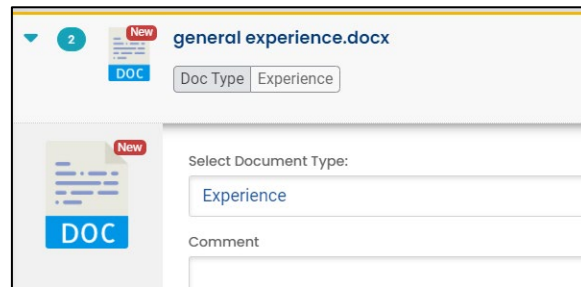 2 New general experience.docx
DOC
Doc Type Experience
New
Select Document Type:
Experience
DOC
Comment